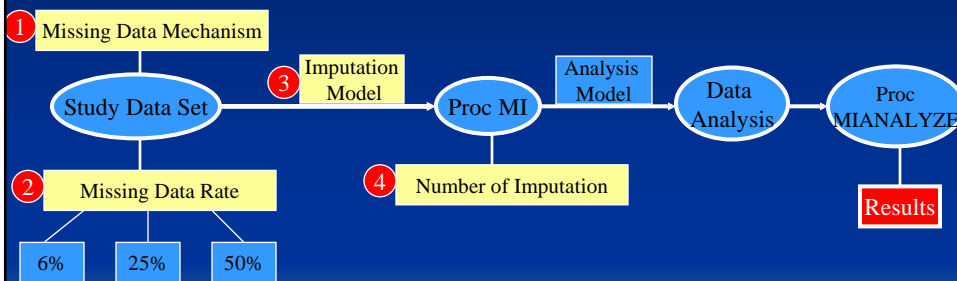 1
Missing Data Mechanism
Study Data Set
3
Imputation
Model
Proc MI
Analysis
Model
Data
Analysis
Proc
MIANALYZE
2
Missing Data Rate
4
Number of Imputation
Results
6%
25%
50%